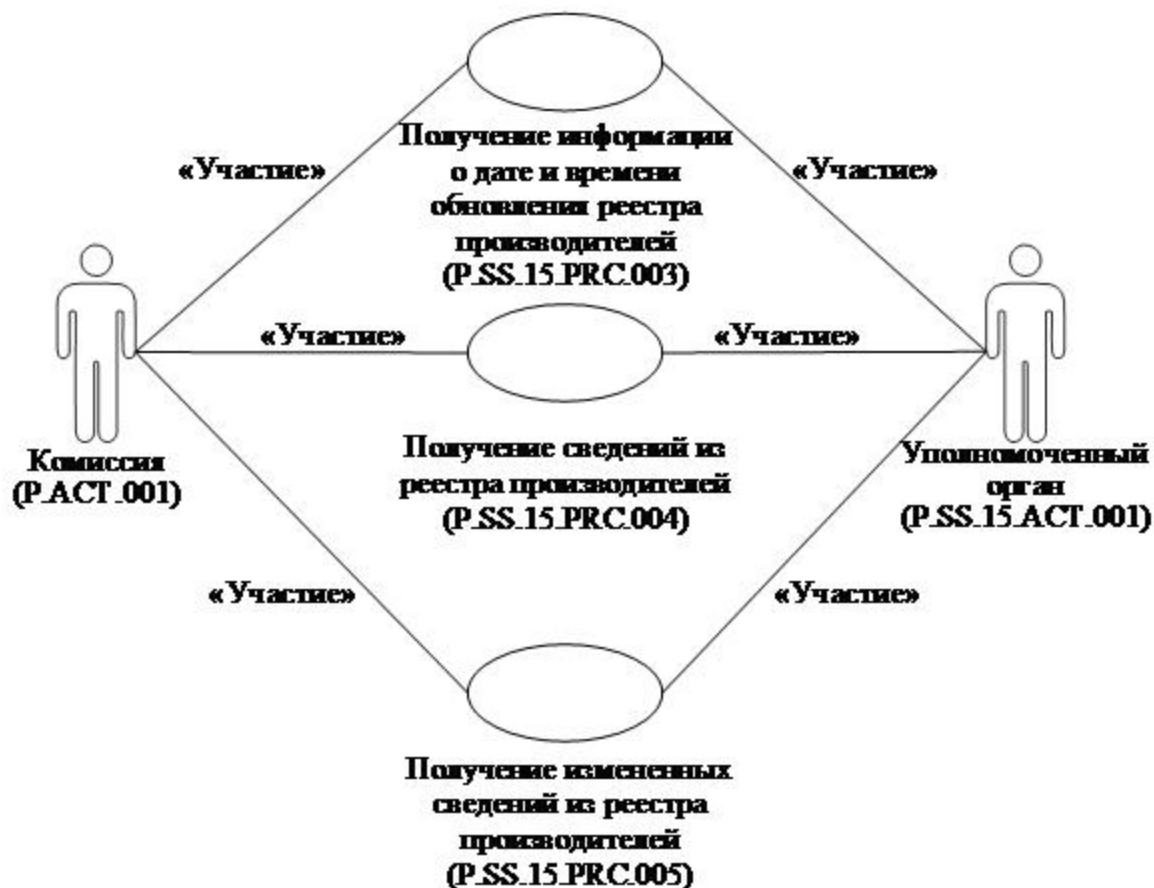 Получение информации
о дате и времени
обновления реестра
производителей
(P.SS.15.PRC.003)
«Участие»
«Участие»
«Участие»
«Участие»
Комиссия
(P.ACT.001)
Получение сведений из
реестра производителей
(P.SS.15.PRC.004)
Уполномоченный
орган
(P.SS.15.ACT.001)
«Участие»
«Участие»
Получение измененных
сведений из реестра
производителей
(P.SS.15.PRC.005)